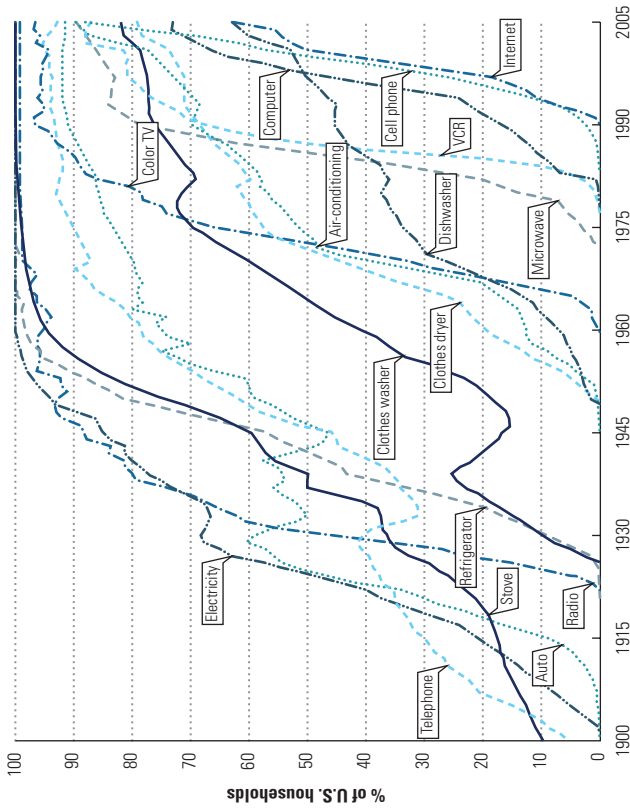 % of U.S. households
100
90
80
70
60
50
40
30
20
10
0
1900
1915
1930
1945
1960
1975
1990
2005
Telephone
Electricity
Auto
Radio
Stove
Refrigerator
Clothes washer
Clothes dryer
Color TV
Air-conditioning
Dishwasher
Microwave
Computer
Cell phone
VCR
Internet